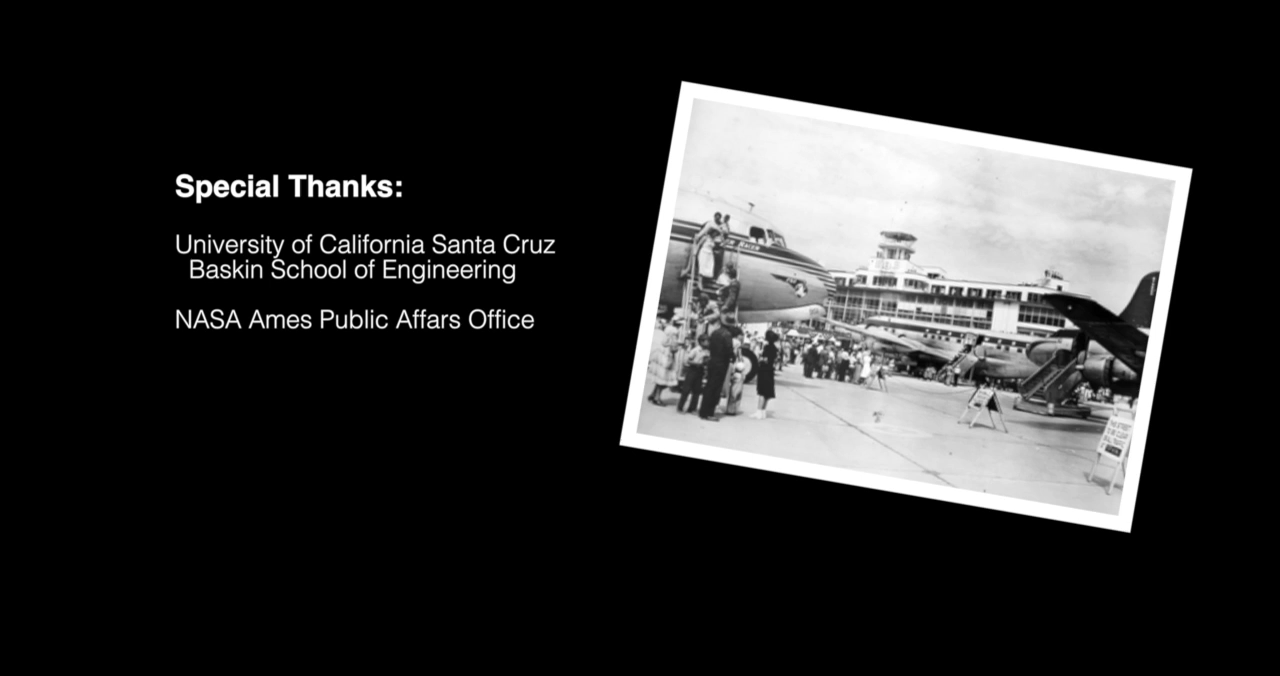 Special Thanks:
University of California Santa Cruz
Baskin School of Engineering
NASA Ames Public Affars Office